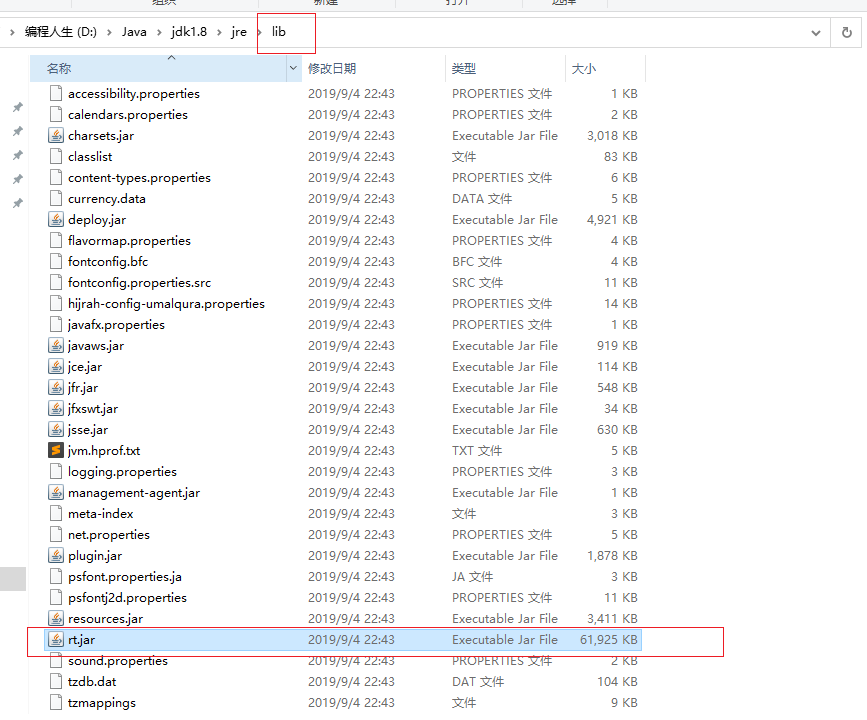 组织 新建 打开 选择
编程人生 (D:) Java jdk1.8 jre lib
名称 修改日期 类型 大小
accessibility.properties 2019/9/4 22:43 PROPERTIES 文件 1 KB
calendars.properties 2019/9/4 22:43 PROPERTIES 文件 2 KB
charsets.jar 2019/9/4 22:43 Executable Jar File 3,018 KB
classlist 2019/9/4 22:43 文件 83 KB
content-types.properties 2019/9/4 22:43 PROPERTIES 文件 6 KB
currency.data 2019/9/4 22:43 DATA 文件 5 KB
deploy.jar 2019/9/4 22:43 Executable Jar File 4,921 KB
flavormap.properties 2019/9/4 22:43 PROPERTIES 文件 4 KB
fontconfig.bfc 2019/9/4 22:43 BFC 文件 4 KB
fontconfig.properties.src 2019/9/4 22:43 SRC 文件 11 KB
hijrah-config-umalqura.properties 2019/9/4 22:43 PROPERTIES 文件 14 KB
javafx.properties 2019/9/4 22:43 PROPERTIES 文件 1 KB
javaws.jar 2019/9/4 22:43 Executable Jar File 919 KB
jce.jar 2019/9/4 22:43 Executable Jar File 114 KB
jfr.jar 2019/9/4 22:43 Executable Jar File 548 KB
jfxswt.jar 2019/9/4 22:43 Executable Jar File 34 KB
jsse.jar 2019/9/4 22:43 Executable Jar File 630 KB
jvm.hprof.txt 2019/9/4 22:43 TXT 文件 5 KB
logging.properties 2019/9/4 22:43 PROPERTIES 文件 3 KB
management-agent.jar 2019/9/4 22:43 Executable Jar File 1 KB
meta-index 2019/9/4 22:43 文件 3 KB
net.properties 2019/9/4 22:43 PROPERTIES 文件 5 KB
plugin.jar 2019/9/4 22:43 Executable Jar File 1,878 KB
psfont.properties.ja 2019/9/4 22:43 JA 文件 3 KB
psfontj2d.properties 2019/9/4 22:43 PROPERTIES 文件 11 KB
resources.jar 2019/9/4 22:43 Executable Jar File 3,411 KB
rt.jar 2019/9/4 22:43 Executable Jar File 61,925 KB
sound.properties 2019/9/4 22:43 PROPERTIES 文件 2 KB
tzdb.dat 2019/9/4 22:43 DAT 文件 104 KB
tzmappings 2019/9/4 22:43 文件 9 KB